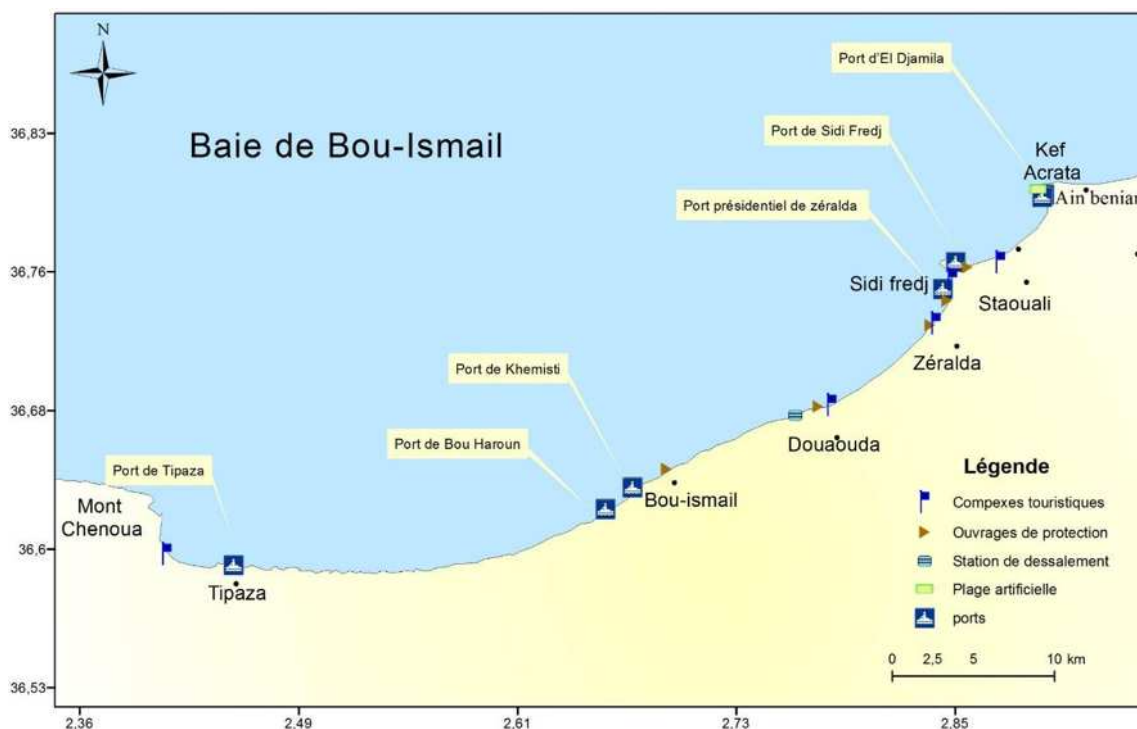 N
Port d'El Djamila
Port de Sidi Fredj
36,83
Baie de Bou-Ismail
Kef
Acrata
Ain benian
Port présidentiel de zéralda
36,76
Sidi fredj
Staouali
Zéralda
Port de Khemisti
36,68
Port de Bou Haroun
Douaouda
Port de Tipaza
Légende
Mont
Chenoua
Bou-ismail
Compexes touristiques
Ouvrages de protection
36,6
Station de dessalement
Tipaza
Plage artificielle
ports
0 2,5 5 10 km
36,53
2.36 2.49 2.61 2.73 2.85